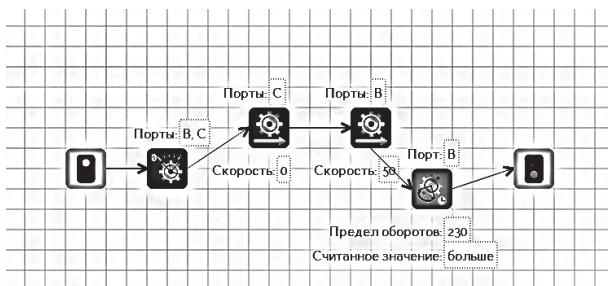 Порты: C
Порты: B
Порты: B, C
Порт: B
Скорость: 0
Скорость: 50
Предел оборотов: 230
Считанное значение: больше